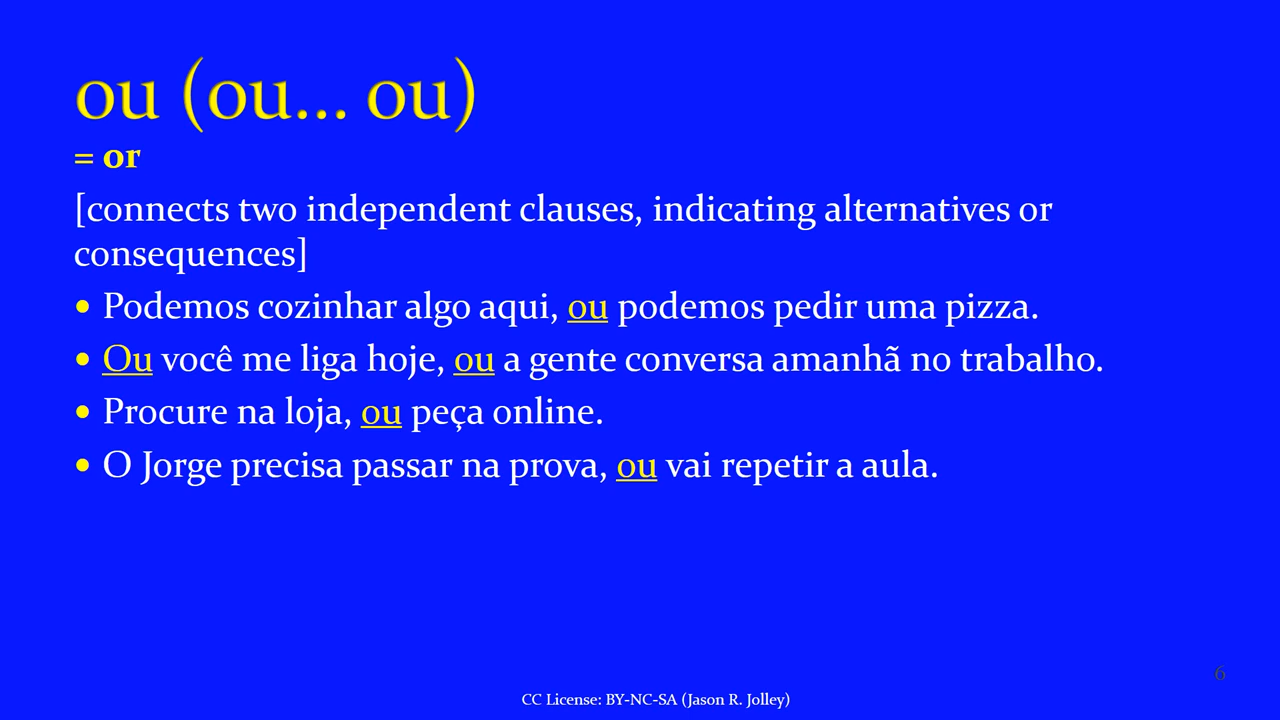 ou (ou... ou)
= or
[connects two independent clauses, indicating alternatives or
consequences]
• Podemos cozinhar algo aqui, ou podemos pedir uma pizza.
• Ou você me liga hoje, ou a gente conversa amanhã no trabalho.
• Procure na loja, ou peça online.
• O Jorge precisa passar na prova, ou vai repetir a aula.
6
CC License: BY-NC-SA (Jason R. Jolley)